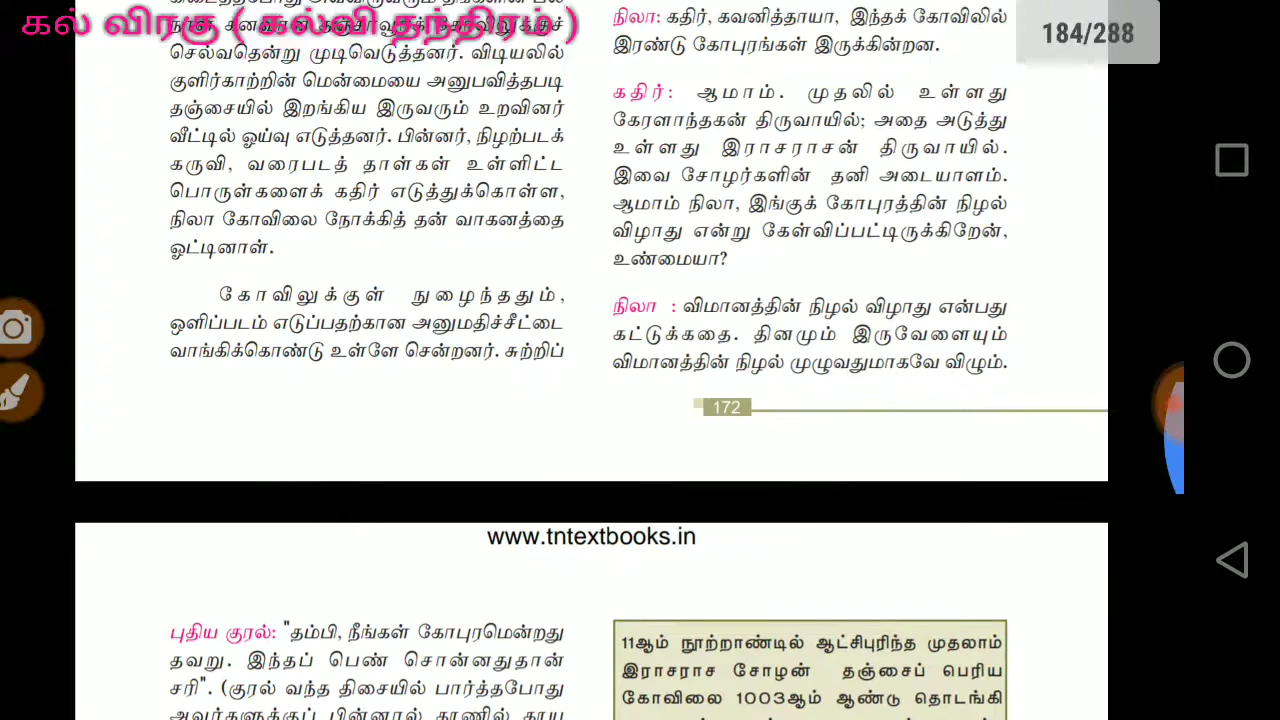 கல் விரகு ( கல்வி தந்திரம்)
184/288
செல்வதென்று முடிவெடுத்தனர். விடியலில்
குளிர்காற்றின் மென்மையை அனுபவித்தபடி
தஞ்சையில் இறங்கிய இருவரும் உறவினர்
வீட்டில் ஓய்வு எடுத்தனர். பின்னர், நிழற்படக்
கருவி, வரைபடத் தாள்கள் உள்ளிட்ட
பொருள்களைக் கதிர் எடுத்துக்கொள்ள,
நிலா கோவிலை நோக்கித் தன் வாகனத்தை
ஓட்டினாள்.
கோவிலுக்குள் நுழைந்ததும்,
ஒளிப்படம் எடுப்பதற்கான அனுமதிச்சீட்டை
வாங்கிக்கொண்டு உள்ளே சென்றனர். சுற்றிப்
நிலா: கதிர், கவனித்தாயா, இந்தக் கோவிலில்
இரண்டு கோபுரங்கள் இருக்கின்றன.
கதிர்: ஆமாம். முதலில் உள்ளது
கேரளாந்தகன் திருவாயில்; அதை அடுத்து
உள்ளது இராசராசன் திருவாயில்.
இவை சோழர்களின் தனி அடையாளம்.
ஆமாம் நிலா, இங்குக் கோபுரத்தின் நிழல்
விழாது என்று கேள்விப்பட்டிருக்கிறேன்,
உண்மையா?
நிலா : விமானத்தின் நிழல் விழாது என்பது
கட்டுக்கதை. தினமும் இருவேளையும்
விமானத்தின் நிழல் முழுவதுமாகவே விழும்.
172
www.tntextbooks.in
புதிய குரல்: "தம்பி, நீங்கள் கோபுரமென்றது
தவறு. இந்தப் பெண் சொன்னதுதான்
சரி". (குரல் வந்த திசையில் பார்த்தபோது
அவர்களுக்குப் பின்னால்
11ஆம் நூற்றாண்டில் ஆட்சிபுரிந்த முதலாம்
இராசராச சோழன் தஞ்சைப் பெரிய
கோவிலை 1003ஆம் ஆண்டு தொடங்கி